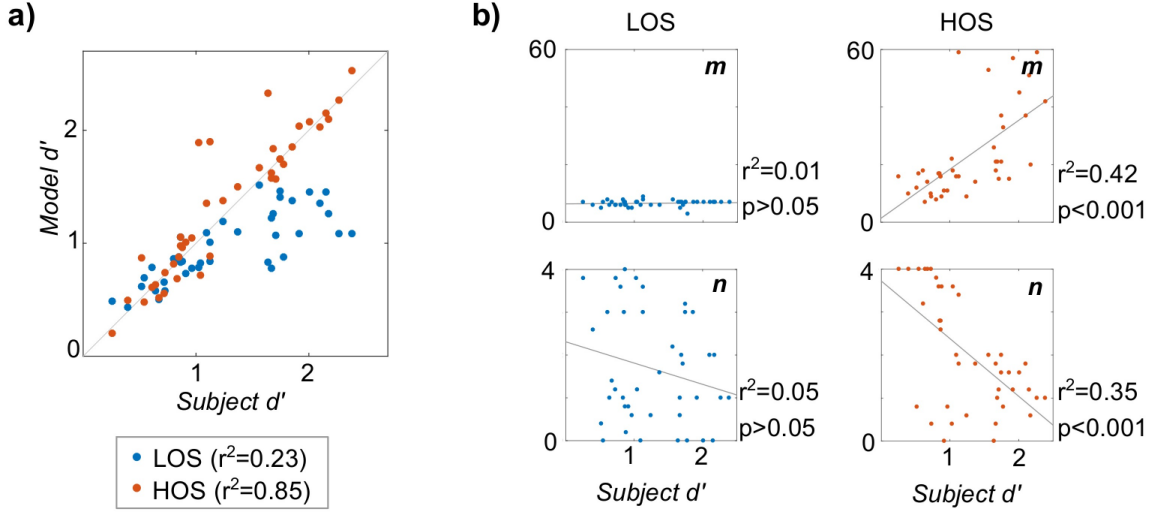 a)
Model d'
2
1
0
1
2
Subject d'
LOS (r²=0.23)
HOS (r²=0.85)
b)
LOS
HOS
60
m
0
r²=0.01
p>0.05
60
m
0
r²=0.42
p<0.001
4
n
0
1
2
r²=0.05
p>0.05
Subject d'
4
n
0
1
2
r²=0.35
p<0.001
Subject d'